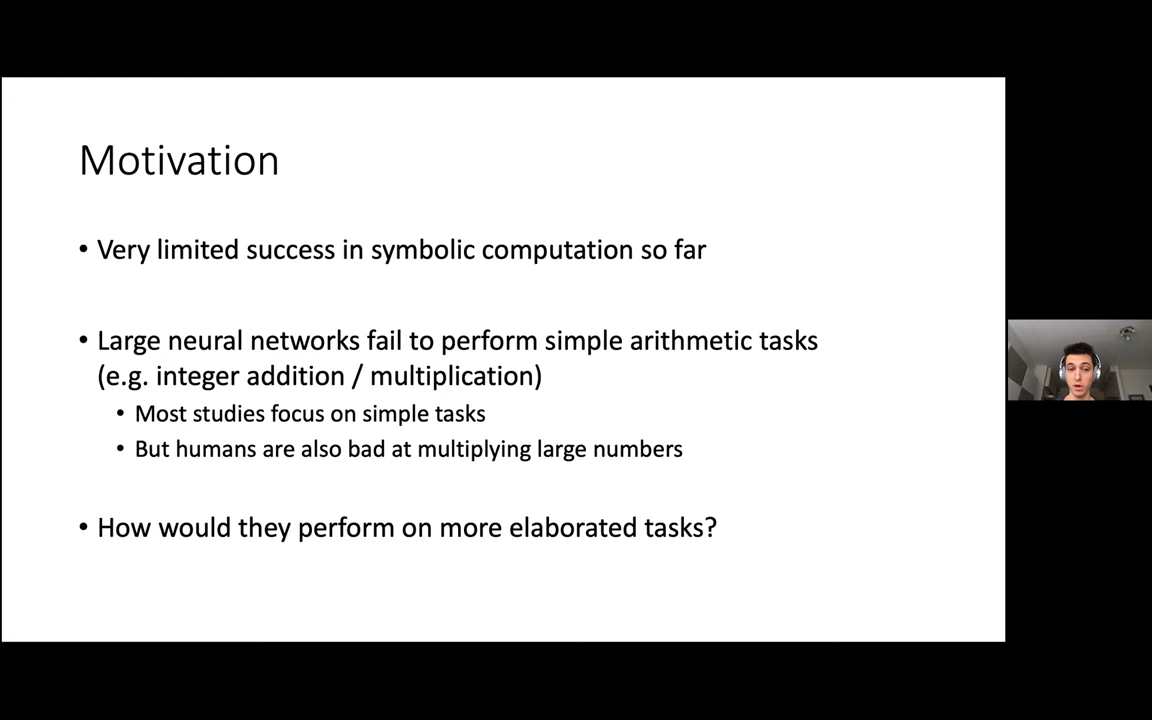 Motivation
• Very limited success in symbolic computation so far
• Large neural networks fail to perform simple arithmetic tasks
(e.g. integer addition / multiplication)
• Most studies focus on simple tasks
• But humans are also bad at multiplying large numbers
• How would they perform on more elaborated tasks?